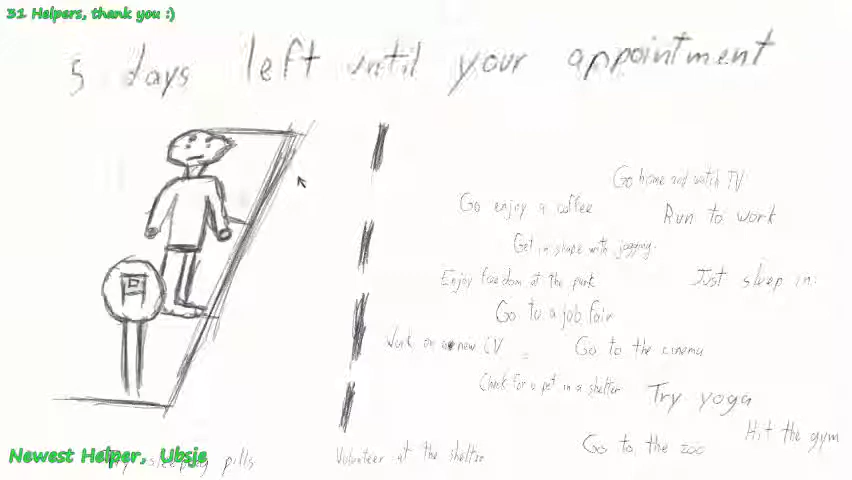 31 Helpers, thank you :)
5 days left until your appointment
Go home and watch TV
Go enjoy a coffee
Run to work
Get in shape with jogging.
Enjoy freedom at the park
Just sleep in.
Go to a job fair
Work on a new CV
Go to the cinema
Check for a pet in a shelter
Try yoga
Hit the gym
Go to the zoo
Volunteer at the shelter
Newest Helper, Ubsje
sleeping pills